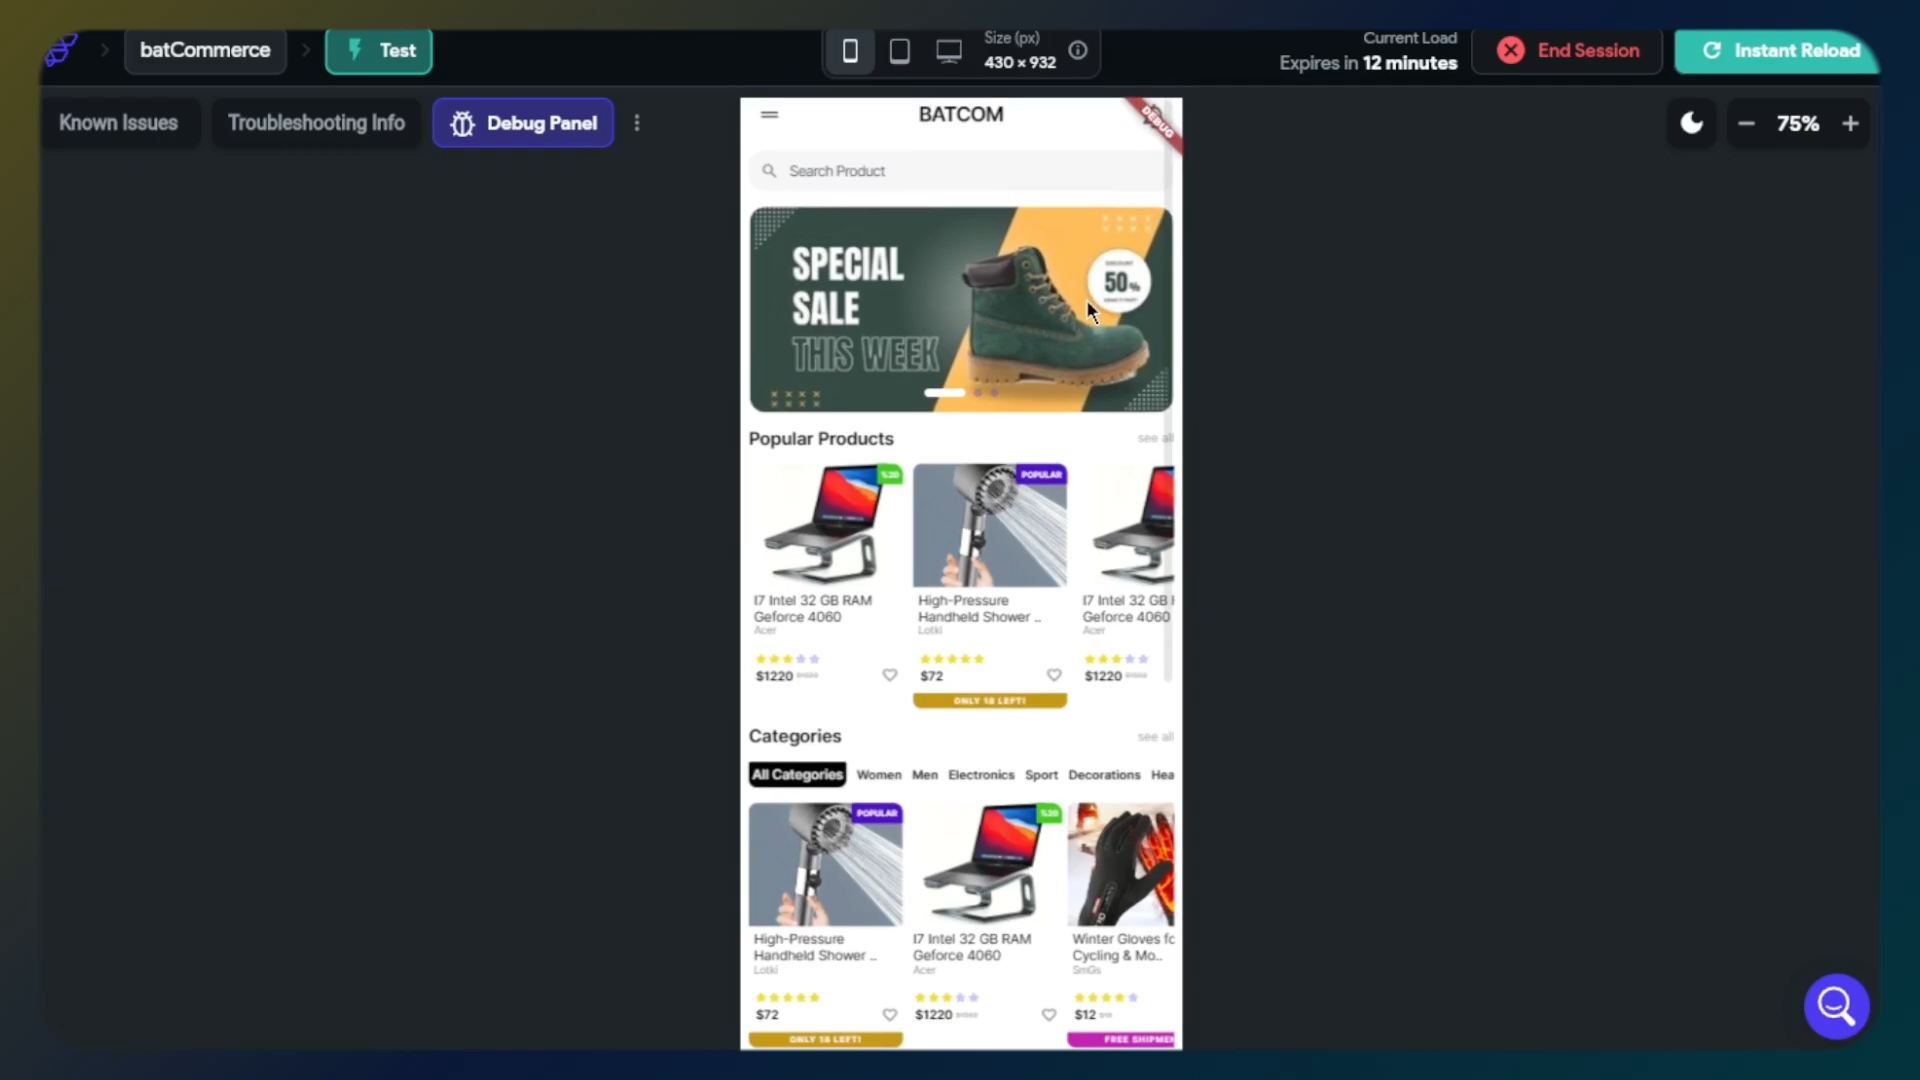 batCommerce
Test
Size (px)
430 × 932
Current Load
Expires in 12 minutes
End Session
Instant Reload
Known Issues
Troubleshooting Info
Debug Panel
75%
BATCOM
DEBUG
Search Product
SPECIAL
SALE
THIS WEEK
DISCOUNT
50%
Popular Products
see all
%20
POPULAR
I7 Intel 32 GB RAM
Geforce 4060
Acer
High-Pressure
Handheld Shower ..
Lotki
I7 Intel 32 GB
Geforce 4060
Acer
$1220
$72
$1220
ONLY 18 LEFT!
Categories
see all
All Categories
Women
Men
Electronics
Sport
Decorations
Hea
POPULAR
%20
High-Pressure
Handheld Shower ..
Lotki
I7 Intel 32 GB RAM
Geforce 4060
Acer
Winter Gloves fo
Cycling & Mo..
SmGs
$72
$1220
$12
ONLY 18 LEFT!
FREE SHIPMEN